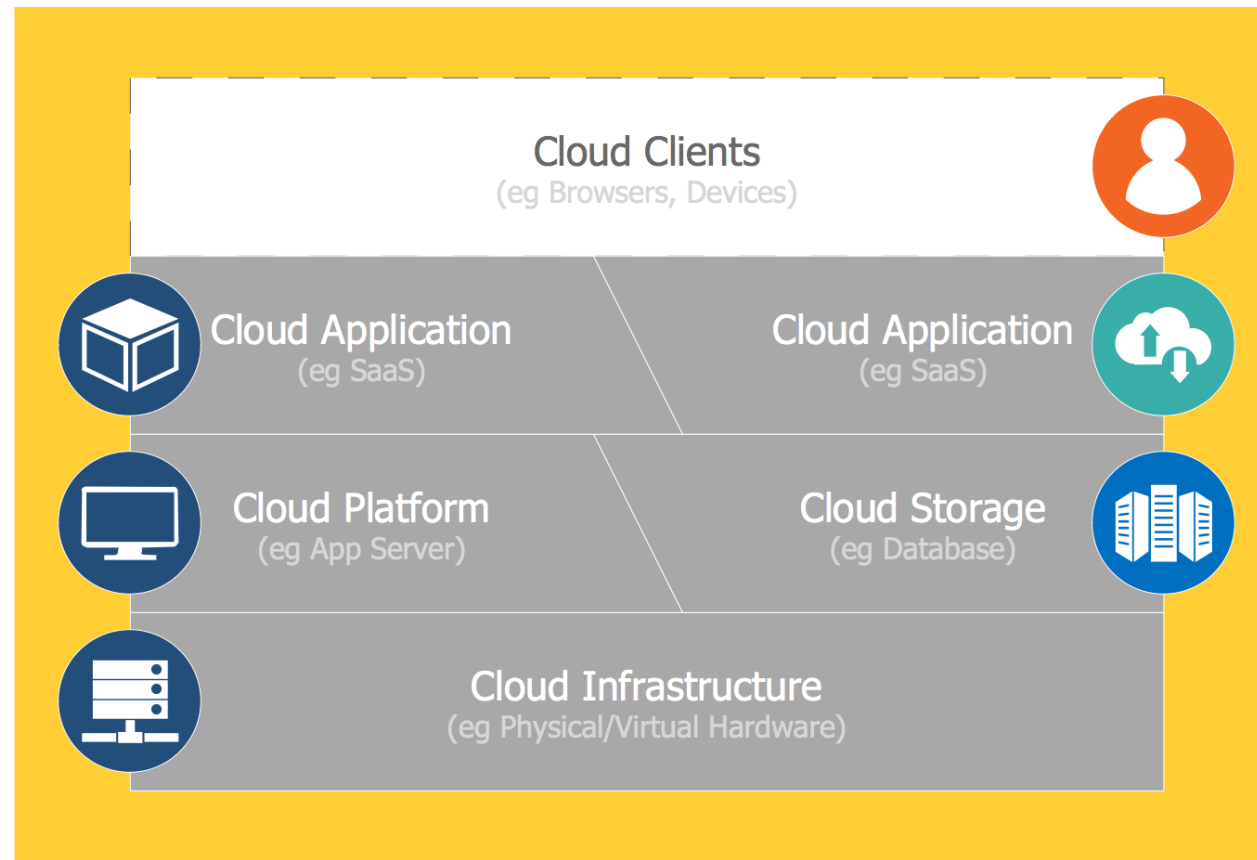 Cloud Clients
(eg Browsers, Devices)
Cloud Application
(eg SaaS)
Cloud Application
(eg SaaS)
Cloud Platform
(eg App Server)
Cloud Storage
(eg Database)
Cloud Infrastructure
(eg Physical/Virtual Hardware)